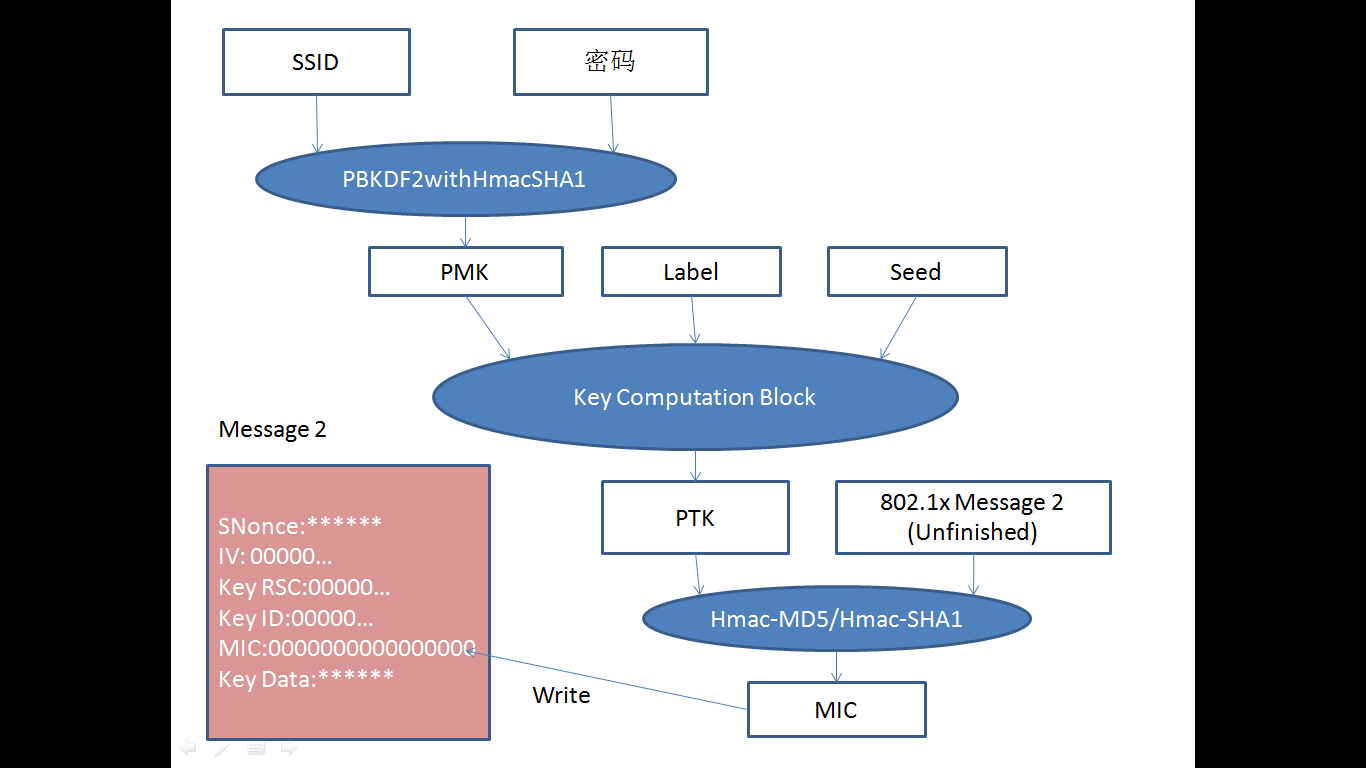 SSID
密码
PBKDF2withHmacSHA1
PMK
Label
Seed
Key Computation Block
Message 2
PTK
802.1x Message 2
(Unfinished)
SNonce:******
IV: 00000...
Key RSC:00000...
Key ID:00000...
MIC:0000000000000000
Key Data:******
Hmac-MD5/Hmac-SHA1
Write
MIC